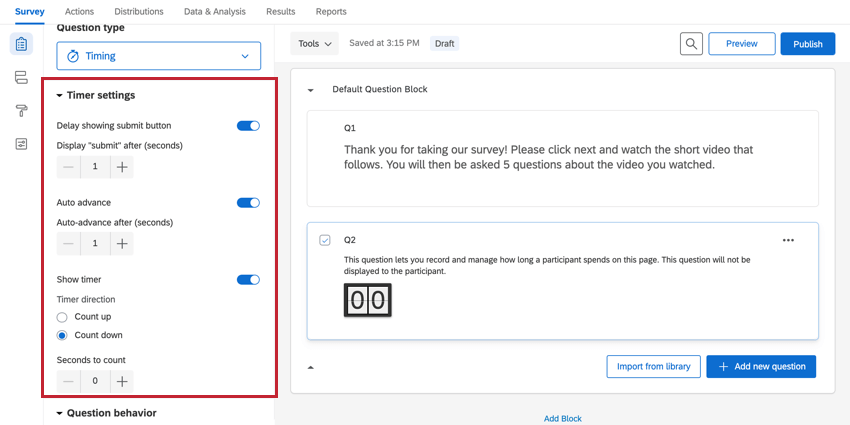 Survey
Actions
Distributions
Data & Analysis
Results
Reports
Question type
Timing
Timer settings
Delay showing submit button
Display "submit" after (seconds)
1
Auto advance
Auto-advance after (seconds)
1
Show timer
Timer direction
Count up
Count down
Seconds to count
0
Question behavior
Tools
Saved at 3:15 PM
Draft
Preview
Publish
Default Question Block
Q1
Thank you for taking our survey! Please click next and watch the short video that
follows. You will then be asked 5 questions about the video you watched.
Q2
This question lets you record and manage how long a participant spends on this page. This question will not be
displayed to the participant.
00
Import from library
Add new question
Add Block